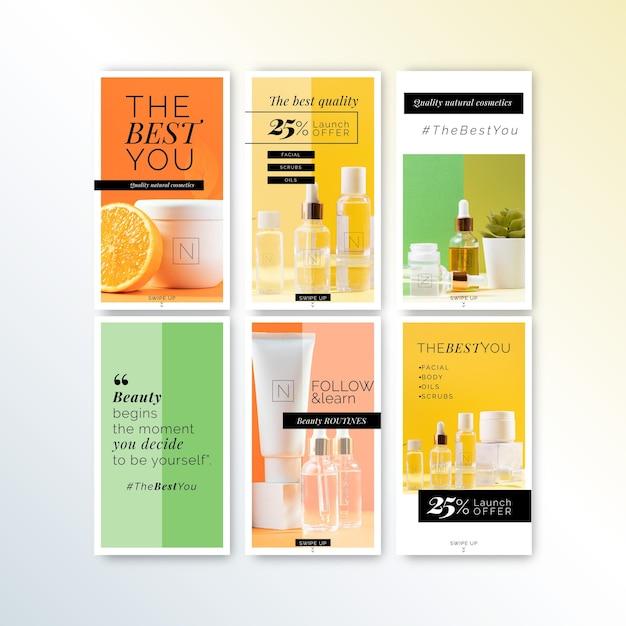 THE
BEST
YOU
Quality natural cosmetics
N
SWIPE UP
The best quality
25% Launch
OFFER
FACIAL
SCRUBS
OILS
N
SWIPE UP
Quality natural cosmetics
#TheBestYou
N
SWIPE UP
“
Beauty
begins
the moment
you decide
to be yourself”.
#TheBestYou
N
FOLLOW
&learn
Beauty ROUTINES
SWIPE UP
THEBESTYOU
•FACIAL
•BODY
•OILS
•SCRUBS
25% Launch
OFFER
SWIPE UP